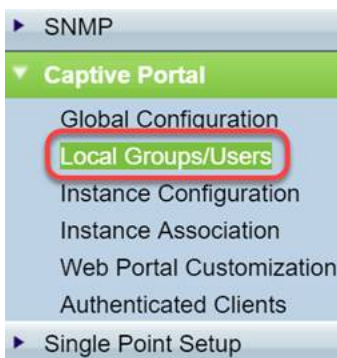 SNMP
Captive Portal
Global Configuration
Local Groups/Users
Instance Configuration
Instance Association
Web Portal Customization
Authenticated Clients
Single Point Setup